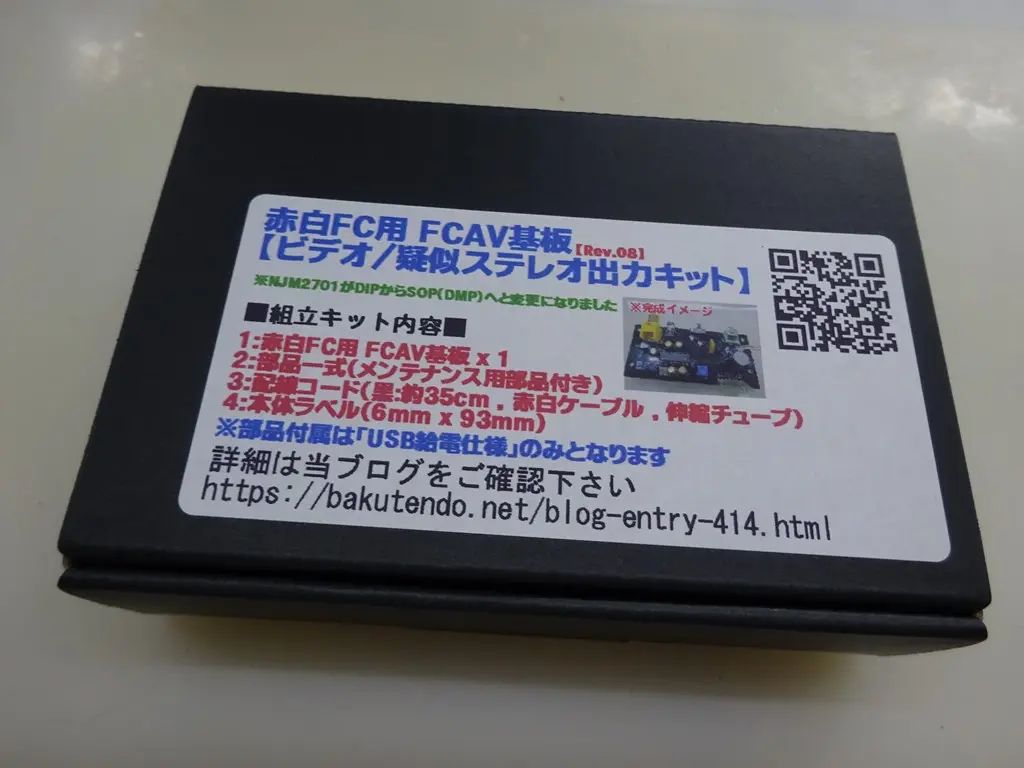 赤白FC用 FCAV基板【Rev.08】
【ビデオ/疑似ステレオ出力キット】
※NJM2701がDIPからSOP(DMP)へと変更になりました
※完成イメージ
■組立キット内容■
1:赤白FC用 FCAV基板 x 1
2:部品一式(メンテナンス用部品付き)
3:配線コード(黒:約35cm . 赤白ケーブル . 伸縮チューブ)
4:本体ラベル(6mm x 93mm)
※部品付属は｢USB給電仕様｣のみとなります
詳細は当ブログをご確認下さい
https://bakutendo.net/blog-entry-414.html